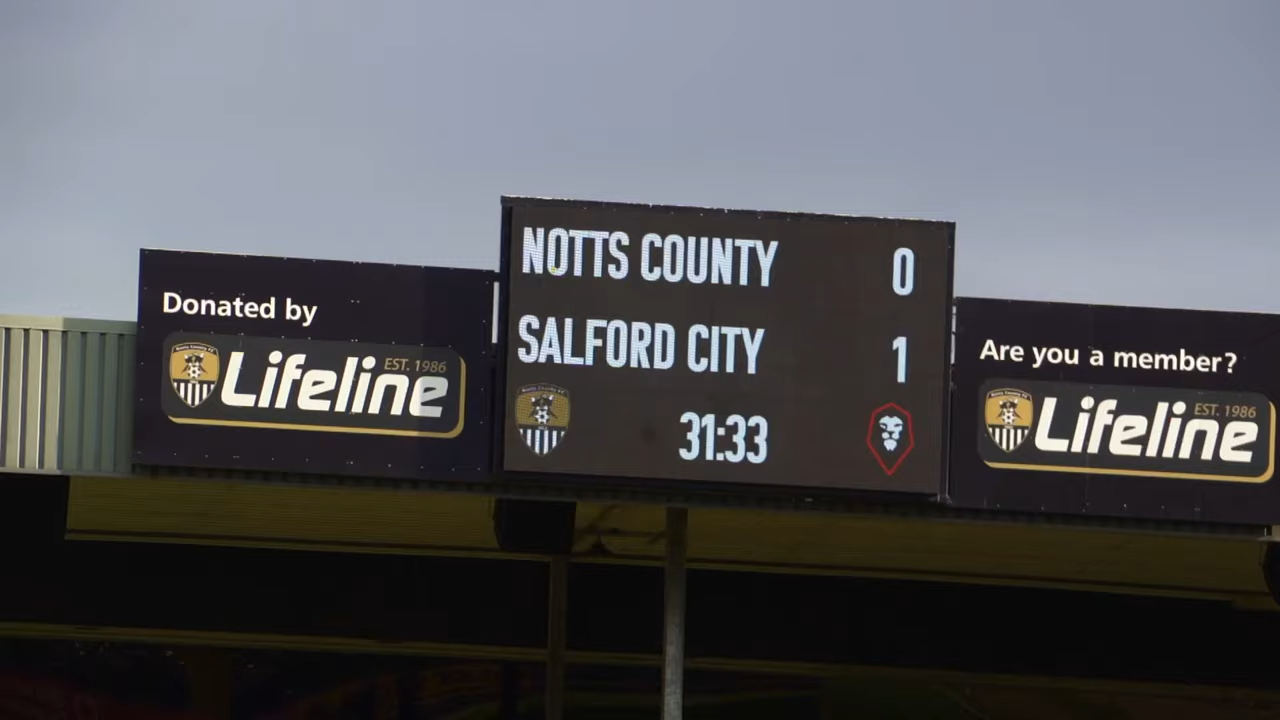 NOTTS COUNTY 0
SALFORD CITY 1
31:33
Donated by
Lifeline
EST. 1986
Are you a member?
Lifeline
EST. 1986